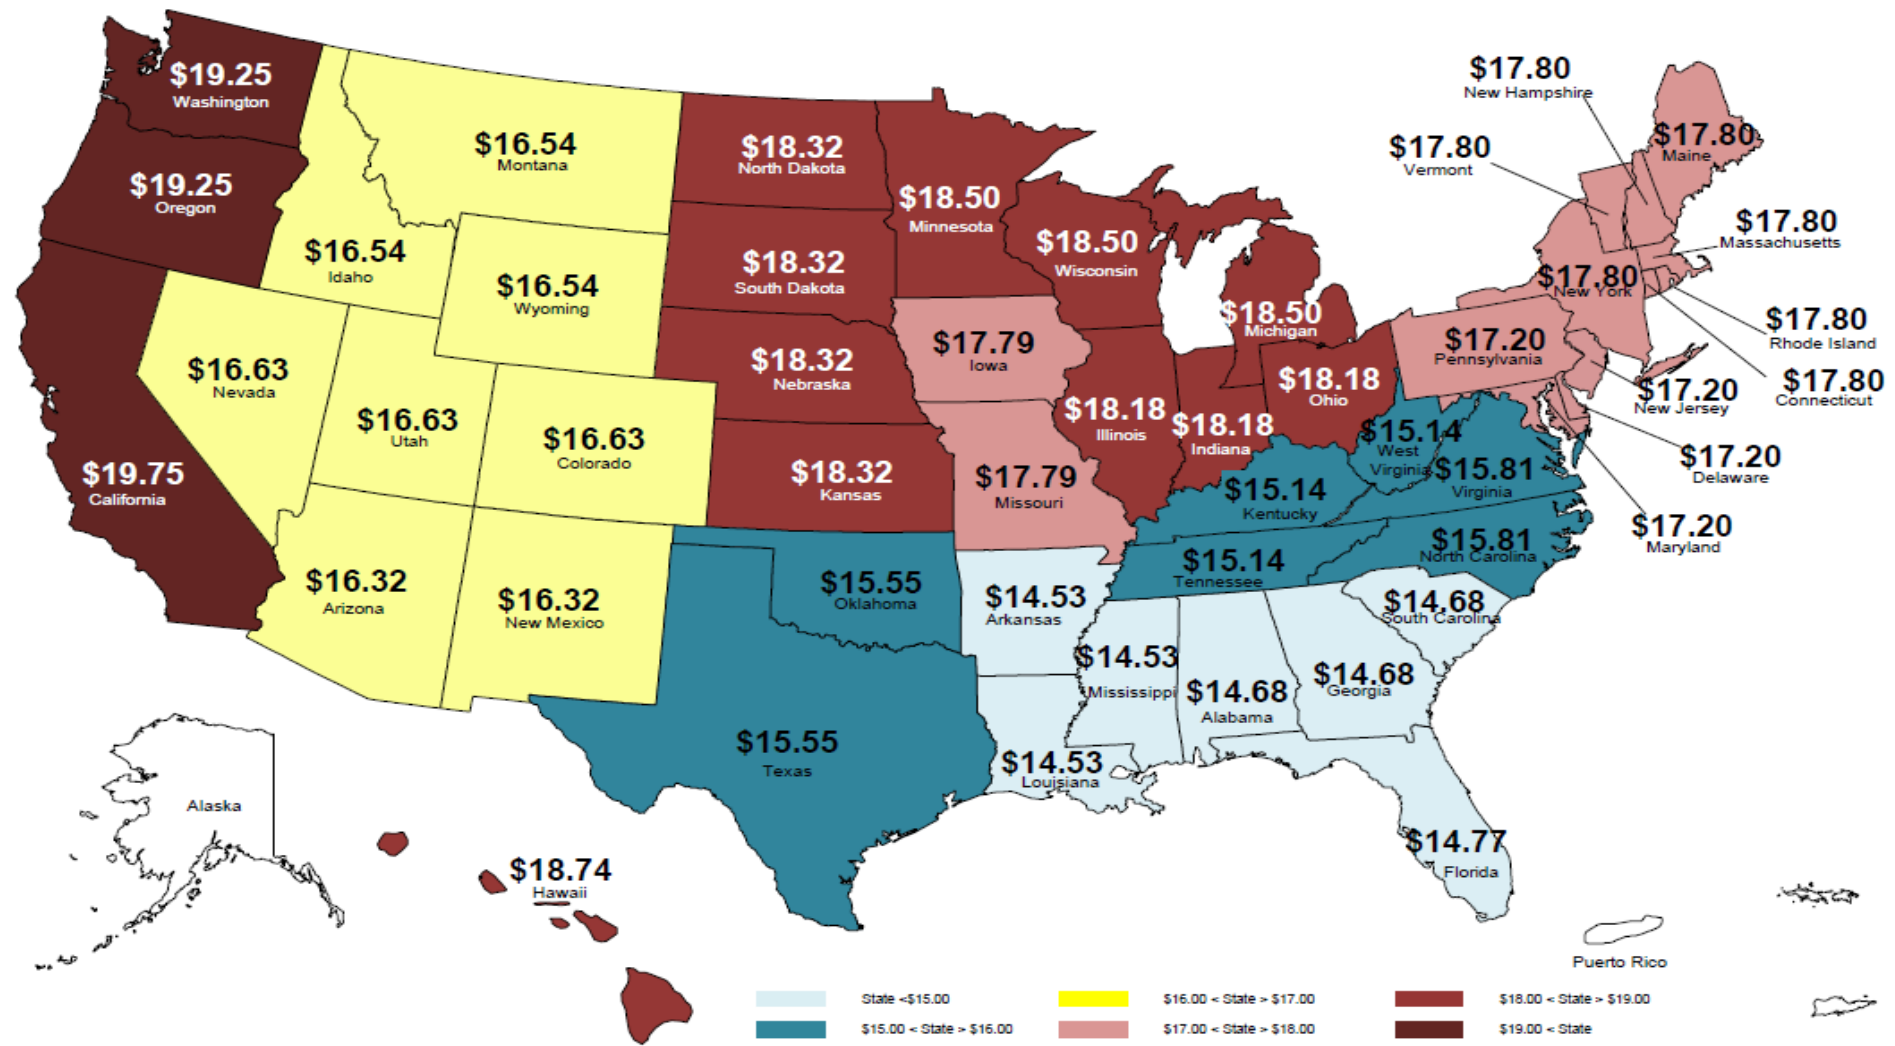 $19.25
Washington
$19.25
Oregon
$19.75
California
$16.54
Montana
$16.54
Idaho
$16.54
Wyoming
$16.63
Nevada
$16.63
Utah
$16.63
Colorado
$16.32
Arizona
$16.32
New Mexico
$18.32
North Dakota
$18.32
South Dakota
$18.32
Nebraska
$18.32
Kansas
$15.55
Oklahoma
$15.55
Texas
$18.50
Minnesota
$18.50
Wisconsin
$18.50
Michigan
$17.79
Iowa
$17.79
Missouri
$18.18
Illinois
$18.18
Indiana
$18.18
Ohio
$14.53
Arkansas
$14.53
Mississippi
$14.53
Louisiana
$15.14
Kentucky
$15.14
Tennessee
$15.14
West
Virginia
$15.81
Virginia
$15.81
North Carolina
$14.68
South Carolina
$14.68
Georgia
$14.68
Alabama
$14.77
Florida
$17.80
New Hampshire
$17.80
Vermont
$17.80
Maine
$17.80
Massachusetts
$17.80
New York
$17.80
Rhode Island
$17.80
Connecticut
$17.20
Pennsylvania
$17.20
New Jersey
$17.20
Delaware
$17.20
Maryland
Alaska
$18.74
Hawaii
Puerto Rico
State <$15.00
$15.00 < State > $16.00
$16.00 < State > $17.00
$17.00 < State > $18.00
$18.00 < State > $19.00
$19.00 < State